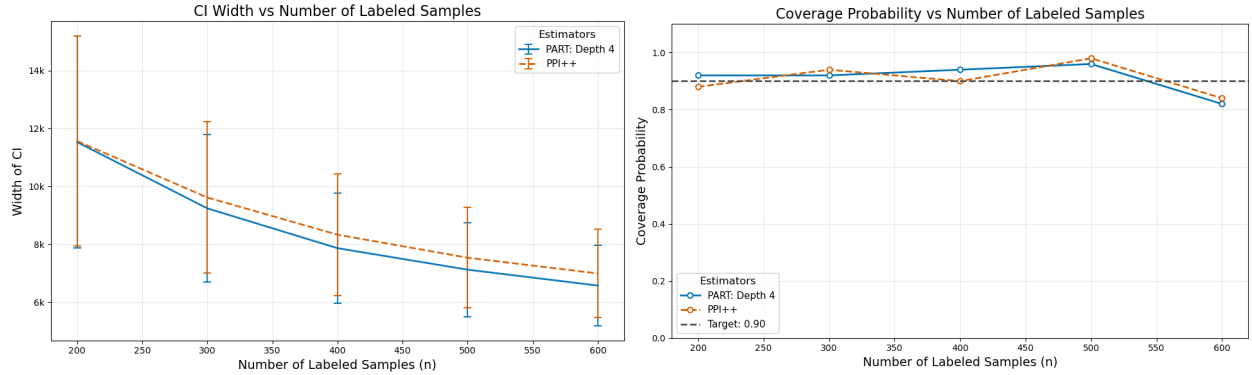 CI Width vs Number of Labeled Samples
Estimators
PART: Depth 4
PPI++
14k
12k
10k
8k
6k
Width of CI
200 250 300 350 400 450 500 550 600
Number of Labeled Samples (n)
Coverage Probability vs Number of Labeled Samples
1.0
0.8
0.6
0.4
0.2
0.0
Coverage Probability
Estimators
PART: Depth 4
PPI++
Target: 0.90
200 250 300 350 400 450 500 550 600
Number of Labeled Samples (n)